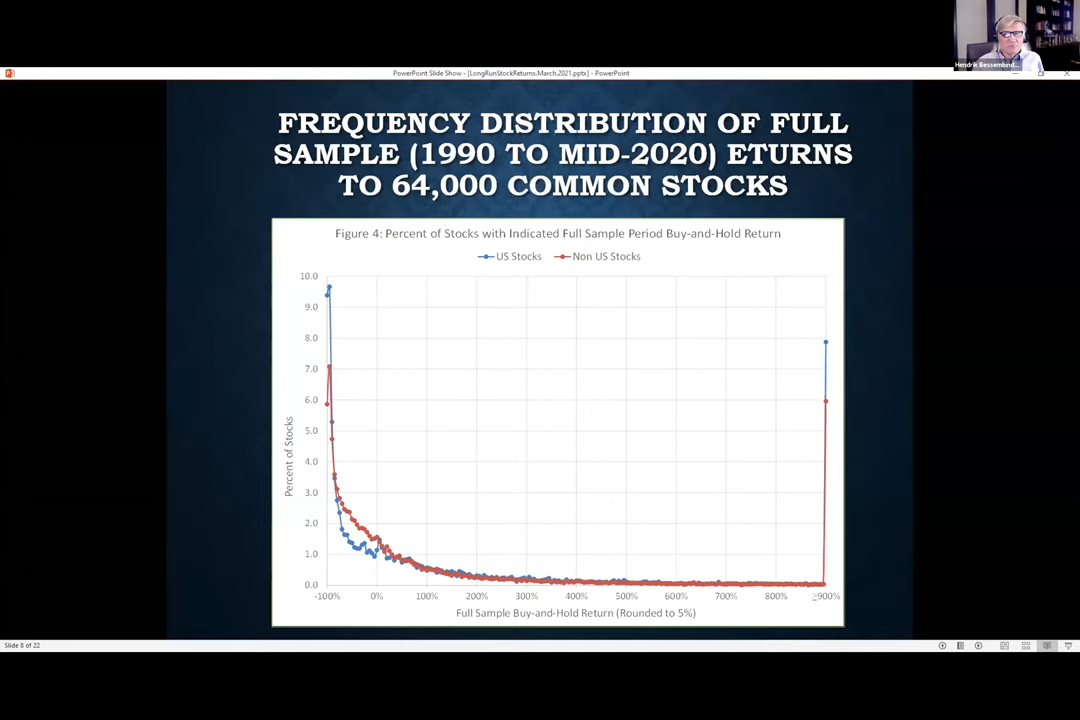 Hendrik Bessembind...
PowerPoint Slide Show - [LongRunStockReturns.March.2021.pptx] - PowerPoint
FREQUENCY DISTRIBUTION OF FULL
SAMPLE (1990 TO MID-2020) ETURNS
TO 64,000 COMMON STOCKS
Figure 4: Percent of Stocks with Indicated Full Sample Period Buy-and-Hold Return
US Stocks Non US Stocks
10.0
9.0
8.0
7.0
6.0
5.0
4.0
3.0
2.0
1.0
0.0
Percent of Stocks
-100% 0% 100% 200% 300% 400% 500% 600% 700% 800% ≥900%
Full Sample Buy-and-Hold Return (Rounded to 5%)
Slide 8 of 22